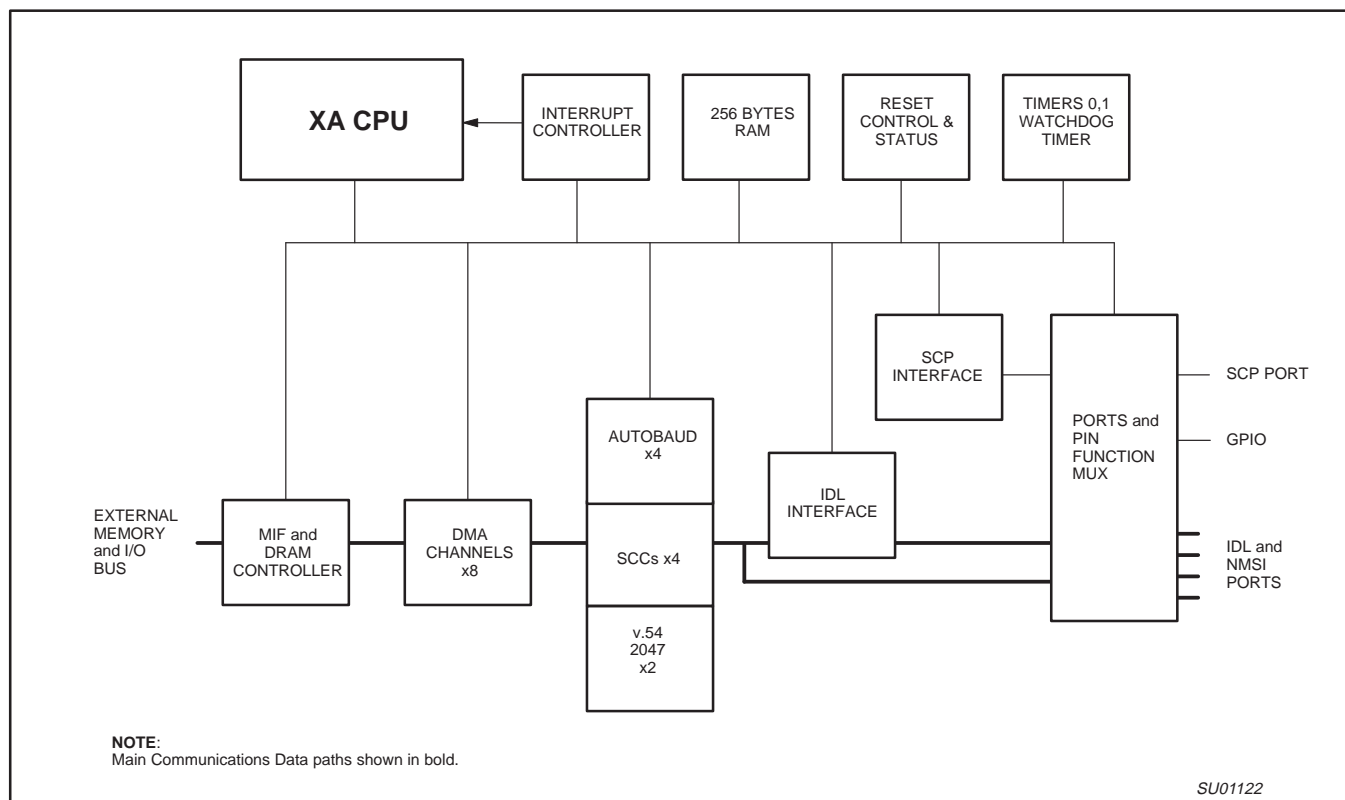 XA CPU
INTERRUPT
CONTROLLER
256 BYTES
RAM
RESET
CONTROL &
STATUS
TIMERS 0,1
WATCHDOG
TIMER
SCP
INTERFACE
SCP PORT
PORTS and
PIN
FUNCTION
MUX
GPIO
AUTOBAUD
x4
IDL
INTERFACE
EXTERNAL
MEMORY
and I/O
BUS
MIF and
DRAM
CONTROLLER
DMA
CHANNELS
x8
SCCs x4
IDL and
NMSI
PORTS
v.54
2047
x2
NOTE:
Main Communications Data paths shown in bold.
SU01122